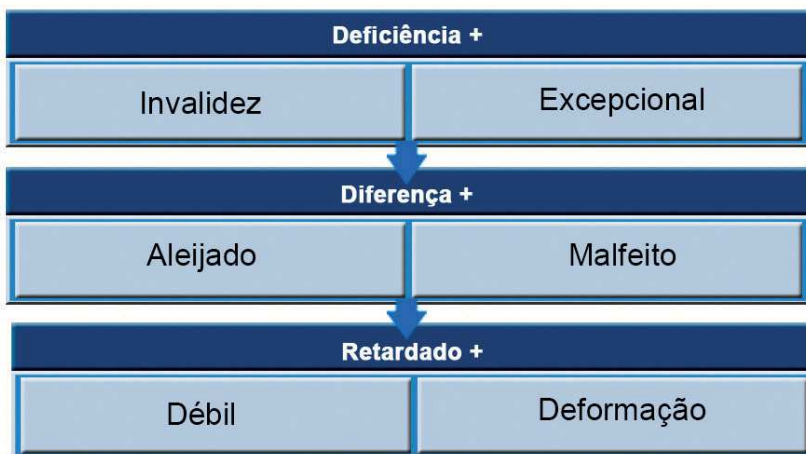 Deficiência +
Invalidez Excepcional
Diferença +
Aleijado Malfeito
Retardado +
Débil Deformação